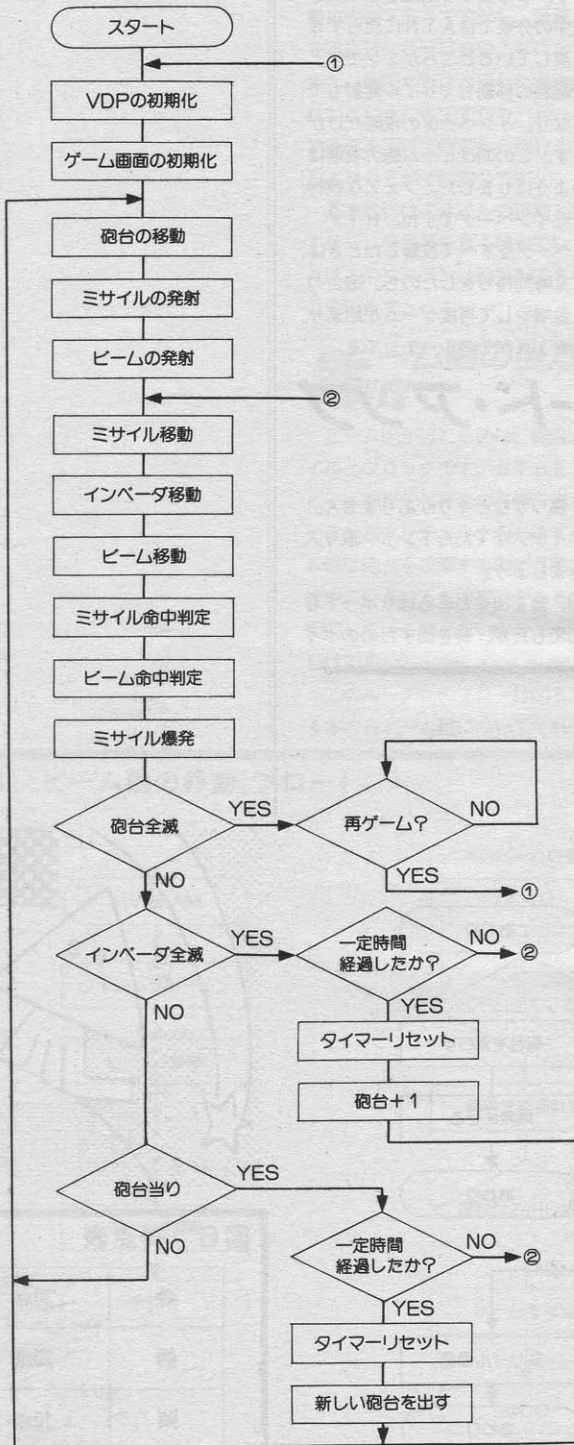 スタート
①
VDPの初期化
ゲーム画面の初期化
砲台の移動
ミサイルの発射
ビームの発射
②
ミサイル移動
インベーダ移動
ビーム移動
ミサイル命中判定
ビーム命中判定
ミサイル爆発
砲台全滅
YES
再ゲーム?
NO
NO
YES
①
インベーダ全滅
YES
一定時間
経過したか?
NO
②
NO
YES
タイマーリセット
砲台+1
砲台当り
YES
NO
一定時間
経過したか?
NO
②
YES
タイマーリセット
新しい砲台を出す